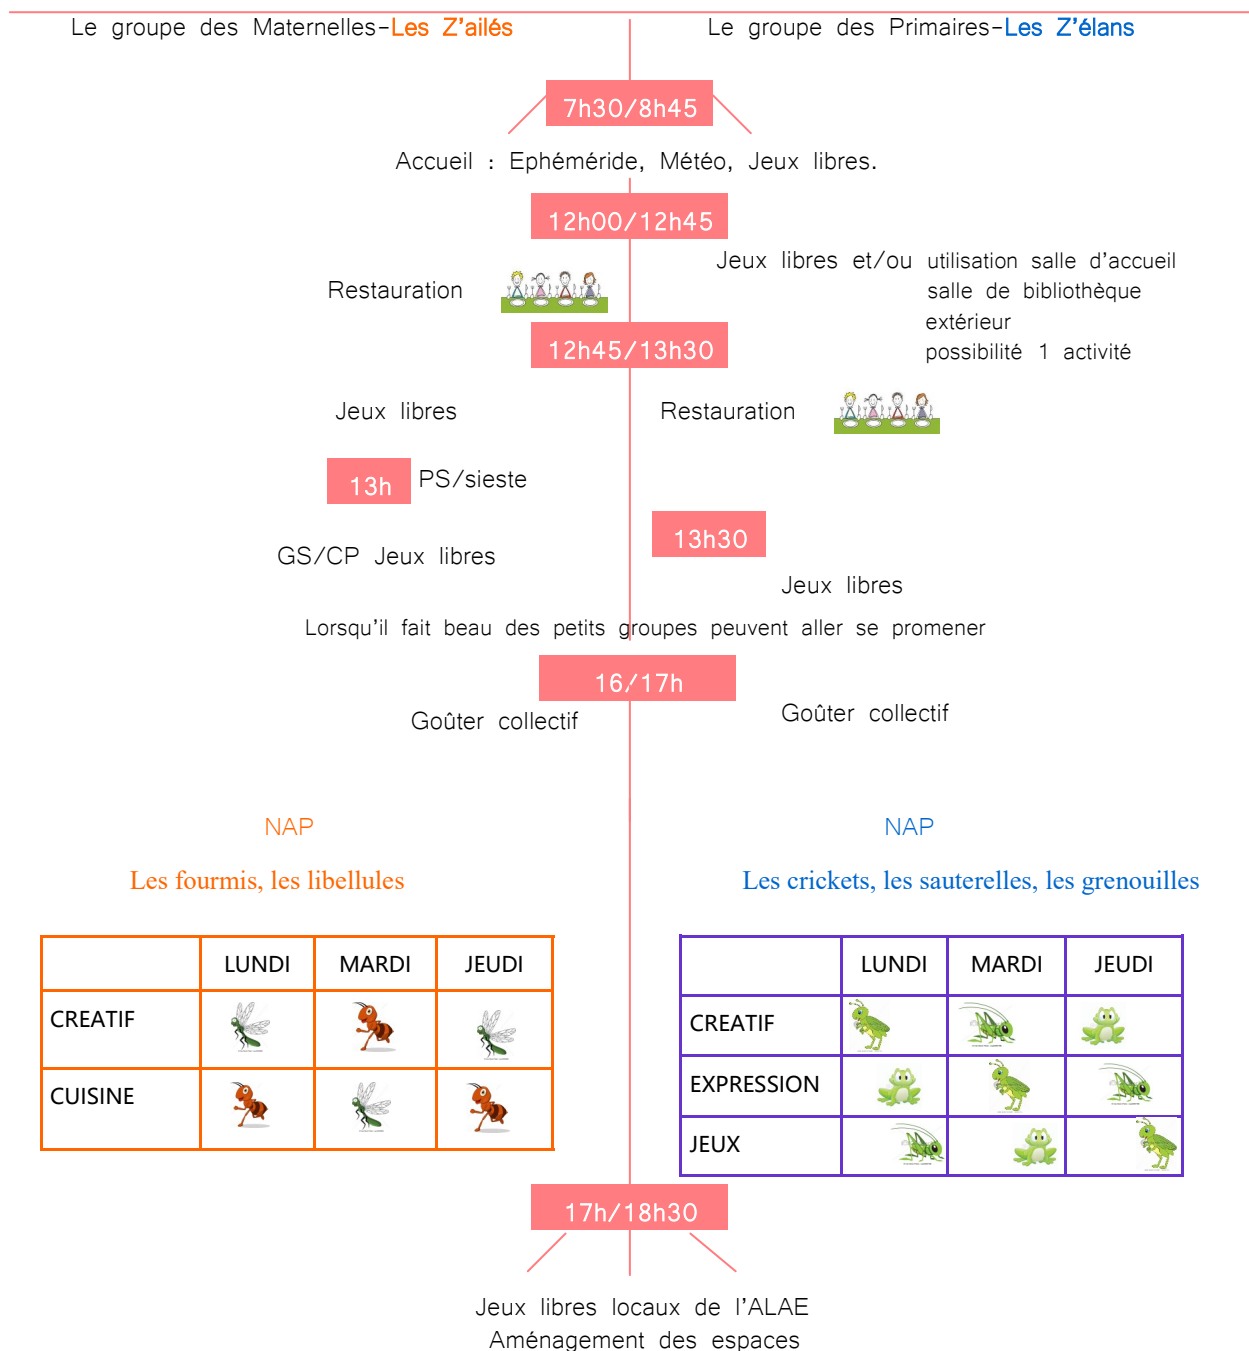 Le groupe des Maternelles-Les Z'ailés
Le groupe des Primaires-Les Z'élans
7h30/8h45
Accueil : Ephéméride, Météo, Jeux libres.
12h00/12h45
Restauration
Jeux libres et/ou utilisation salle d'accueil
salle de bibliothèque
extérieur
possibilité 1 activité
12h45/13h30
Jeux libres
Restauration
13h PS/sieste
13h30
GS/CP Jeux libres
Jeux libres
Lorsqu'il fait beau des petits groupes peuvent aller se promener
16/17h
Goûter collectif
Goûter collectif
NAP
Les fourmis, les libellules
LUNDI MARDI JEUDI
CREATIF
CUISINE
NAP
Les crickets, les sauterelles, les grenouilles
LUNDI MARDI JEUDI
CREATIF
EXPRESSION
JEUX
17h/18h30
Jeux libres locaux de l'ALAE
Aménagement des espaces